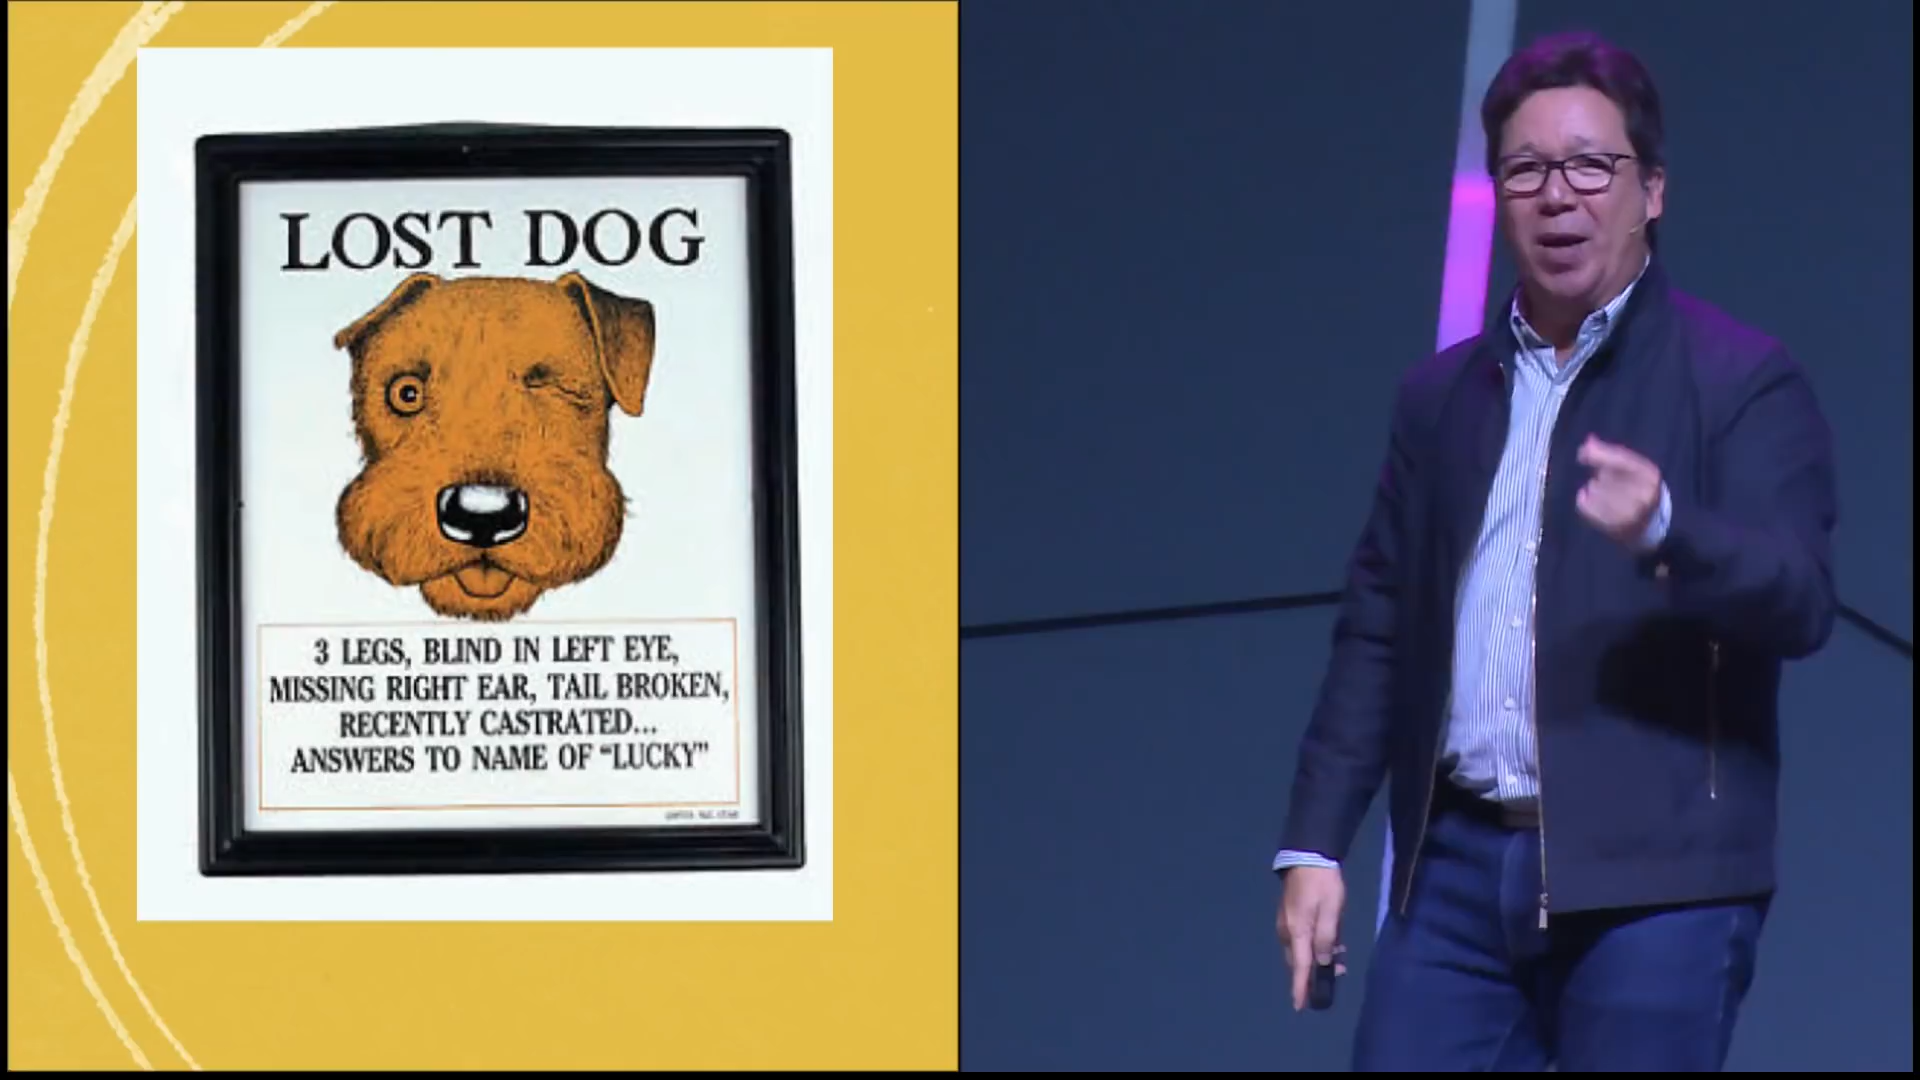 LOST DOG
3 LEGS, BLIND IN LEFT EYE,
MISSING RIGHT EAR, TAIL BROKEN,
RECENTLY CASTRATED...
ANSWERS TO NAME OF “LUCKY”